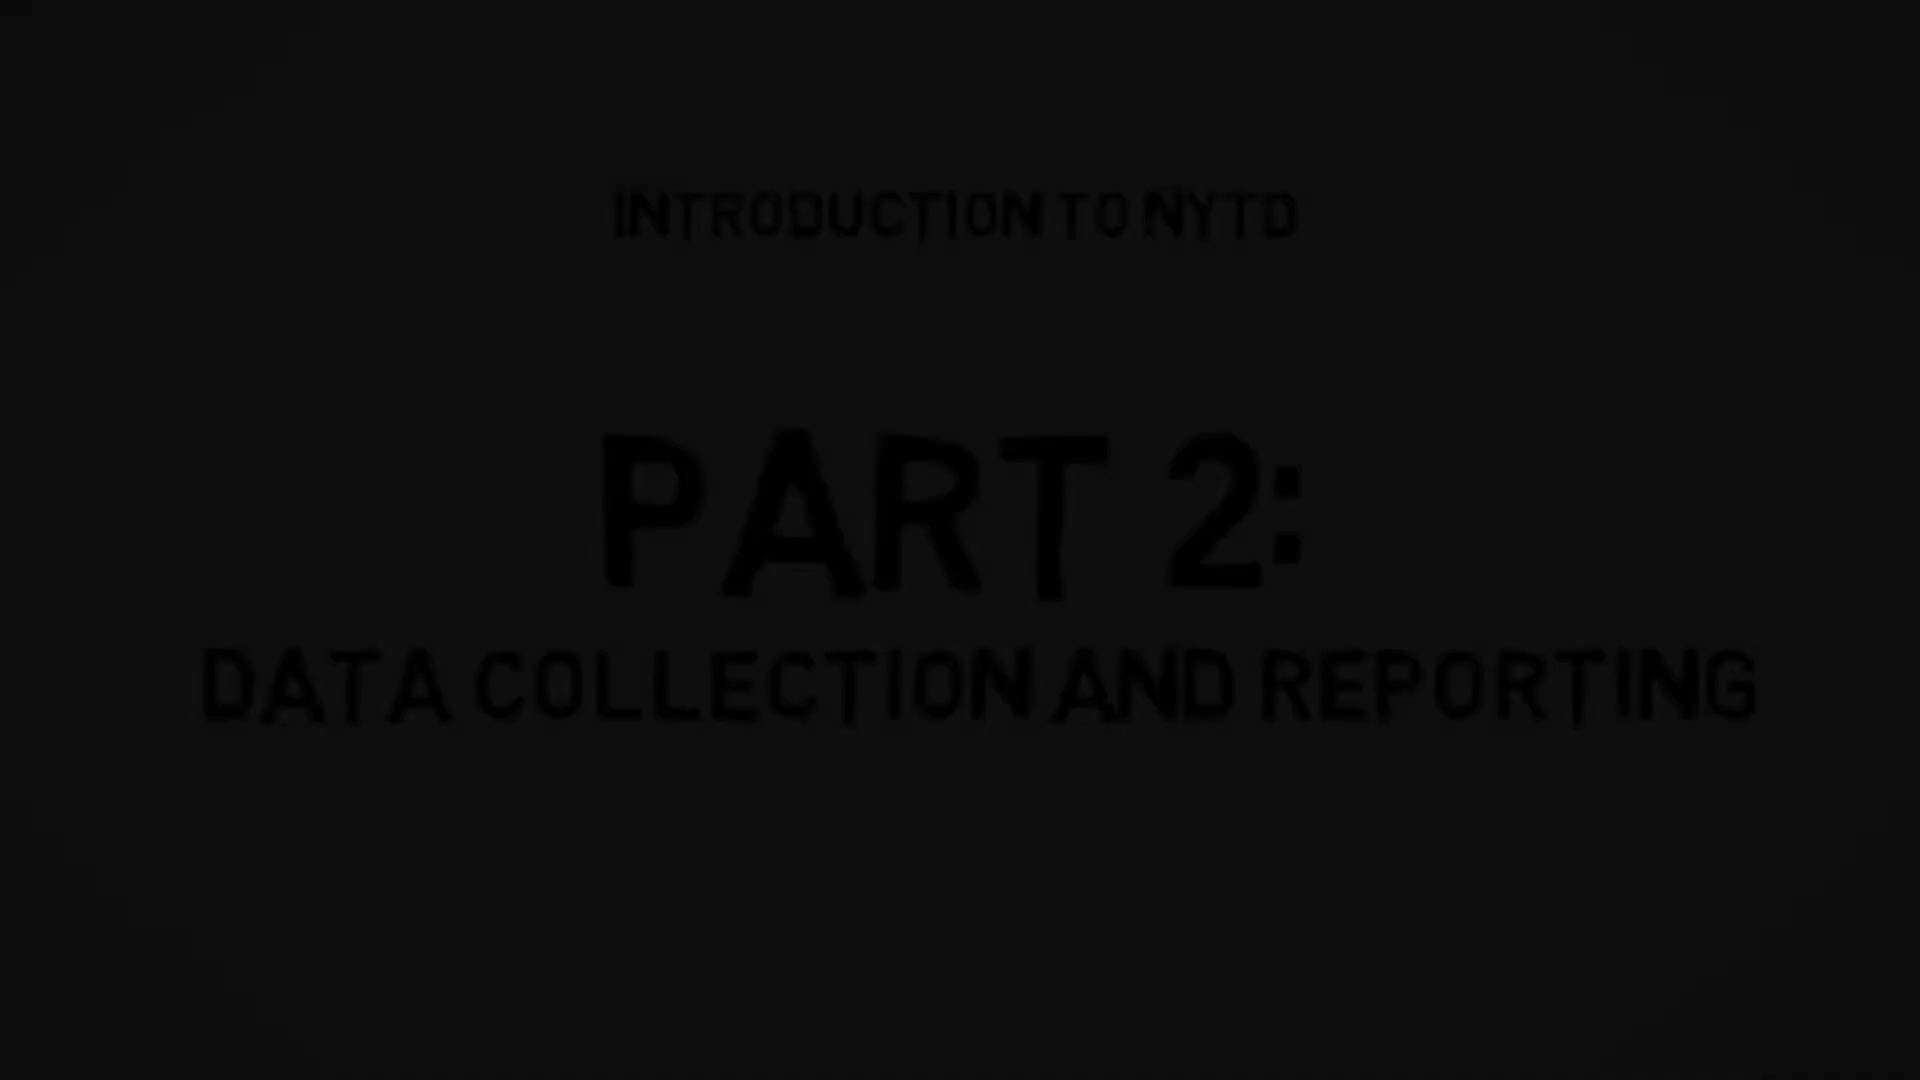 INTRODUCTION TO NYTD
PART 2:
DATA COLLECTION AND REPORTING